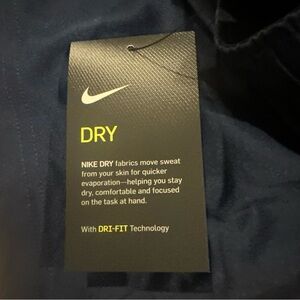 DRY
NIKE DRY fabrics move sweat
from your skin for quicker
evaporation—helping you stay
dry, comfortable and focused
on the task at hand.
With DRI-FIT Technology